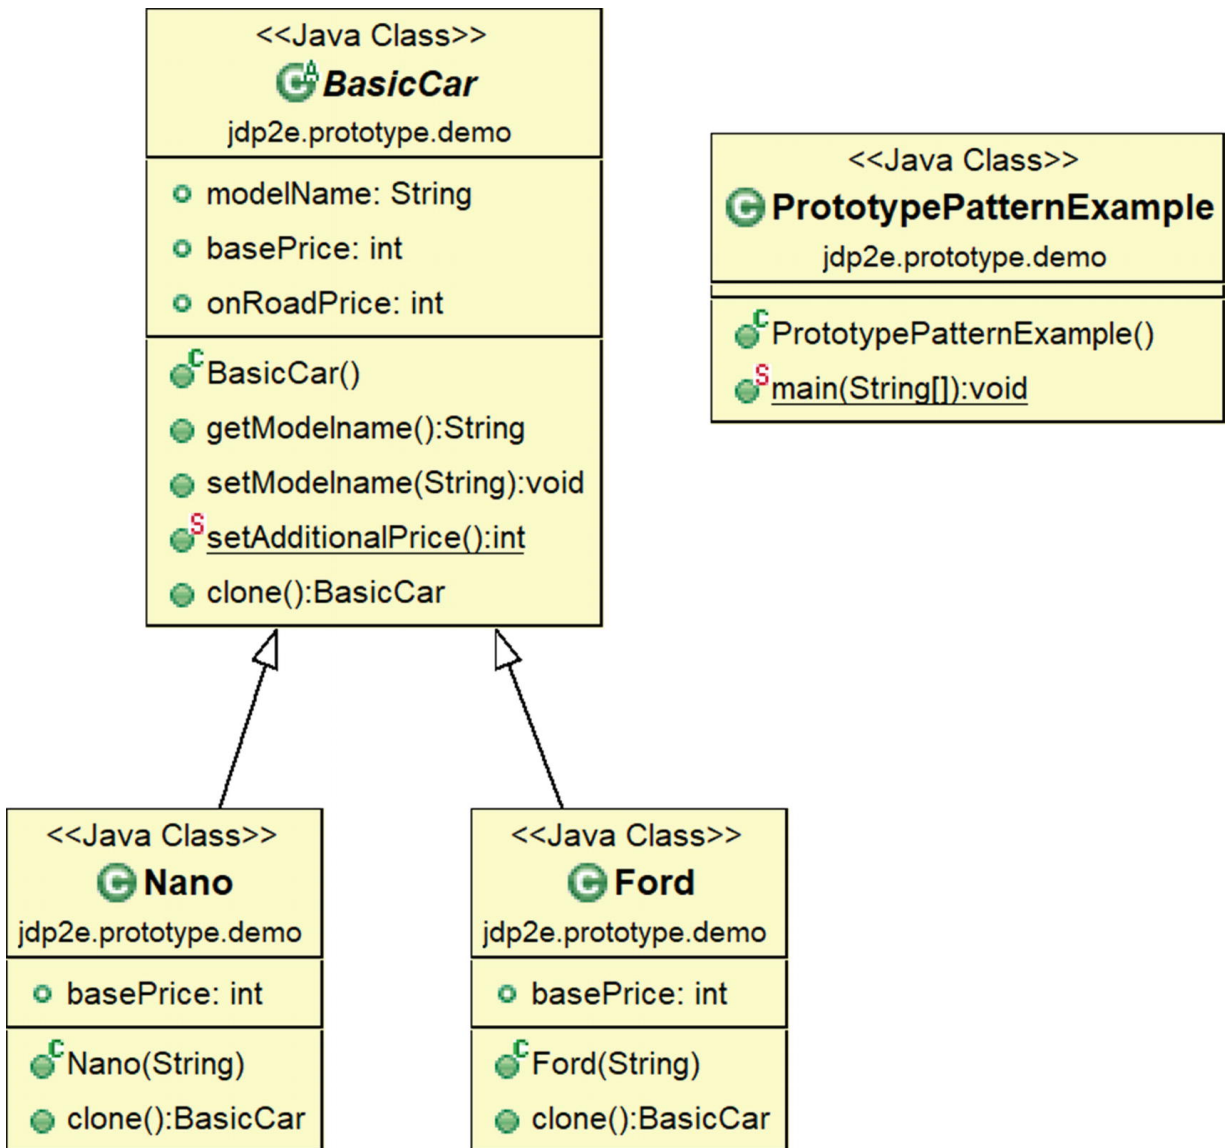 <<Java Class>>
BasicCar
jdp2e.prototype.demo
modelName: String
basePrice: int
onRoadPrice: int
BasicCar()
getModelname():String
setModelname(String):void
setAdditionalPrice():int
clone():BasicCar
<<Java Class>>
PrototypePatternExample
jdp2e.prototype.demo
PrototypePatternExample()
main(String[]):void
<<Java Class>>
Nano
jdp2e.prototype.demo
basePrice: int
Nano(String)
clone():BasicCar
<<Java Class>>
Ford
jdp2e.prototype.demo
basePrice: int
Ford(String)
clone():BasicCar